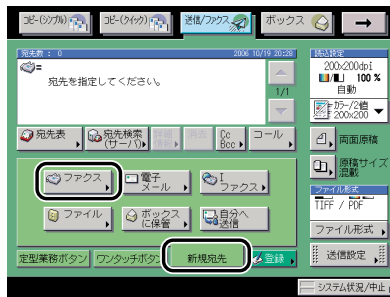 コピー(シンプル)
コピー(クイック)
送信/ファクス
ボックス
宛先数 : 0
2006 10/19 20:28
宛先を指定してください。
1/1
宛先表
宛先検索
(サーバ)
詳細
情報
消去
Cc
Bcc
コール
ファクス
電子
メール
I
ファクス
ファイル
ボックス
に保管
自分へ
送信
定型業務ボタン
ワンタッチボタン
新規宛先
登録
読込設定
200x200dpi
100 %
自動
カラー/2値
200x200
両面原稿
原稿サイズ
混載
ファイル形式
TIFF / PDF
ファイル形式
送信設定
システム状況/中止